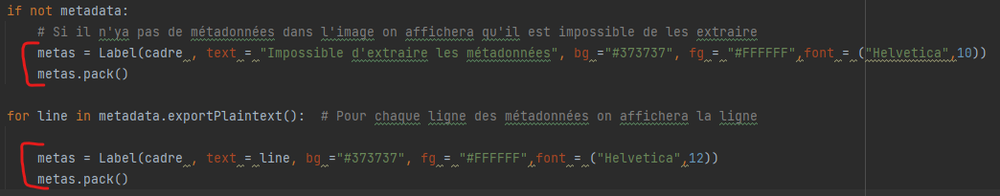 if not metadata:
# Si il n'ya pas de métadonnées dans l'image on affichera qu'il est impossible de les extraire
metas = Label(cadre , text = "Impossible d'extraire les métadonnées", bg ="#373737", fg = "#FFFFFF",font = ("Helvetica",10))
metas.pack()
for line in metadata.exportPlaintext():  # Pour chaque ligne des métadonnées on affichera la ligne
metas = Label(cadre , text = line, bg ="#373737", fg = "#FFFFFF",font = ("Helvetica",12))
metas.pack()